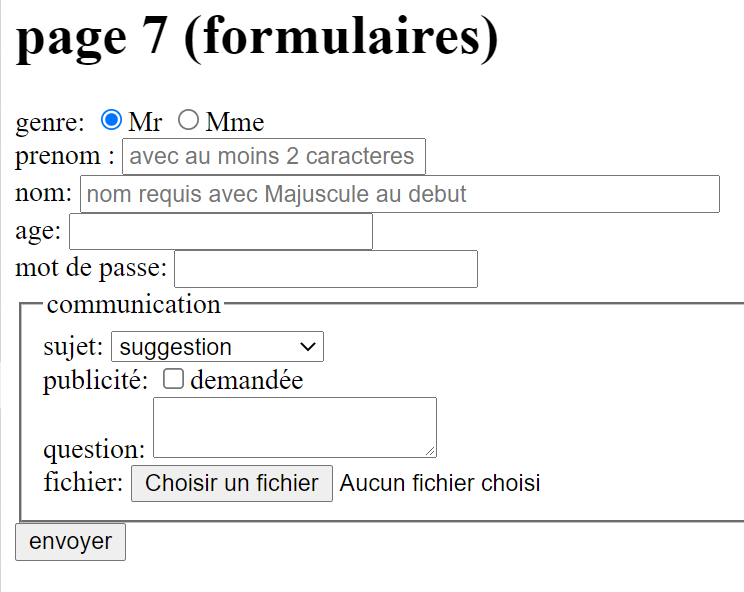 page 7 (formulaires)
genre: Mr Mme
prenom : avec au moins 2 caracteres
nom: nom requis avec Majuscule au debut
age:
mot de passe:
communication
sujet: suggestion
publicité: demandée
question:
fichier: Choisir un fichier Aucun fichier choisi
envoyer